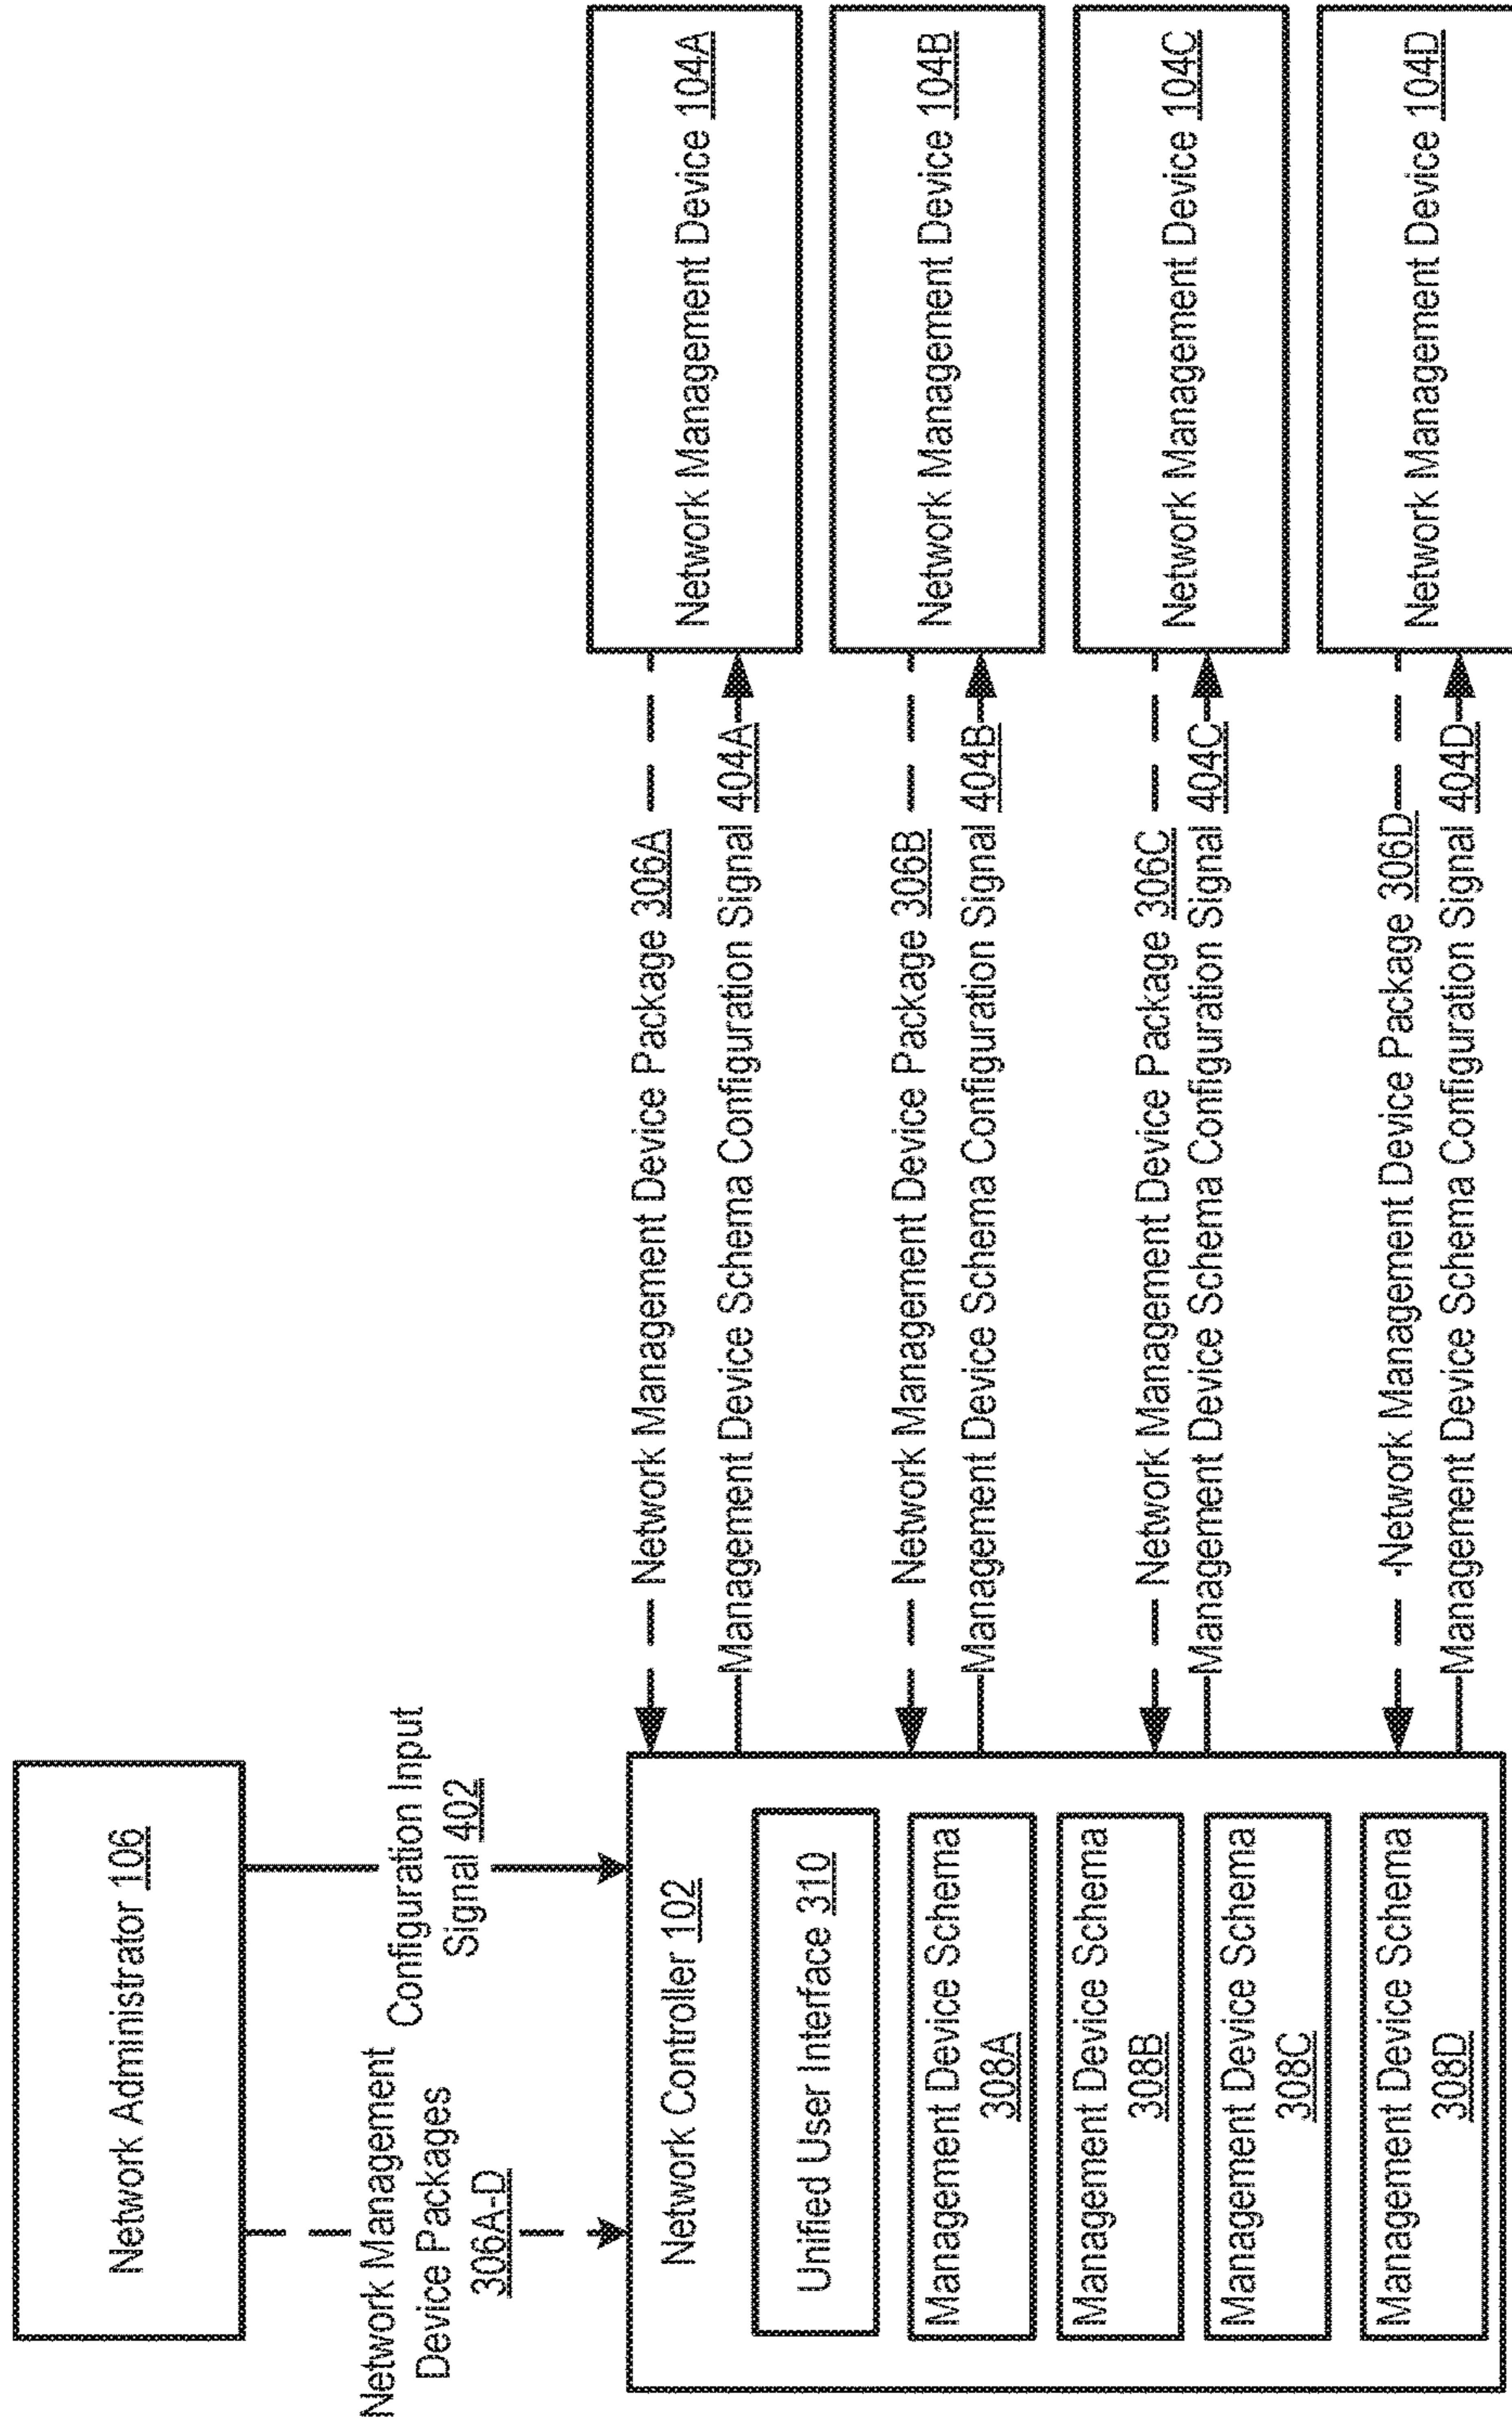 Network Administrator 106
Network Management
Device Packages
306A-D
Configuration Input
Signal 402
Network Controller 102
Unified User Interface 310
Management Device Schema
308A
Management Device Schema
308B
Management Device Schema
308C
Management Device Schema
308D
Network Management Device Package 306A
Management Device Schema Configuration Signal 404A
Network Management Device Package 306B
Management Device Schema Configuration Signal 404B
Network Management Device Package 306C
Management Device Schema Configuration Signal 404C
Network Management Device Package 306D
Management Device Schema Configuration Signal 404D
Network Management Device 104A
Network Management Device 104B
Network Management Device 104C
Network Management Device 104D